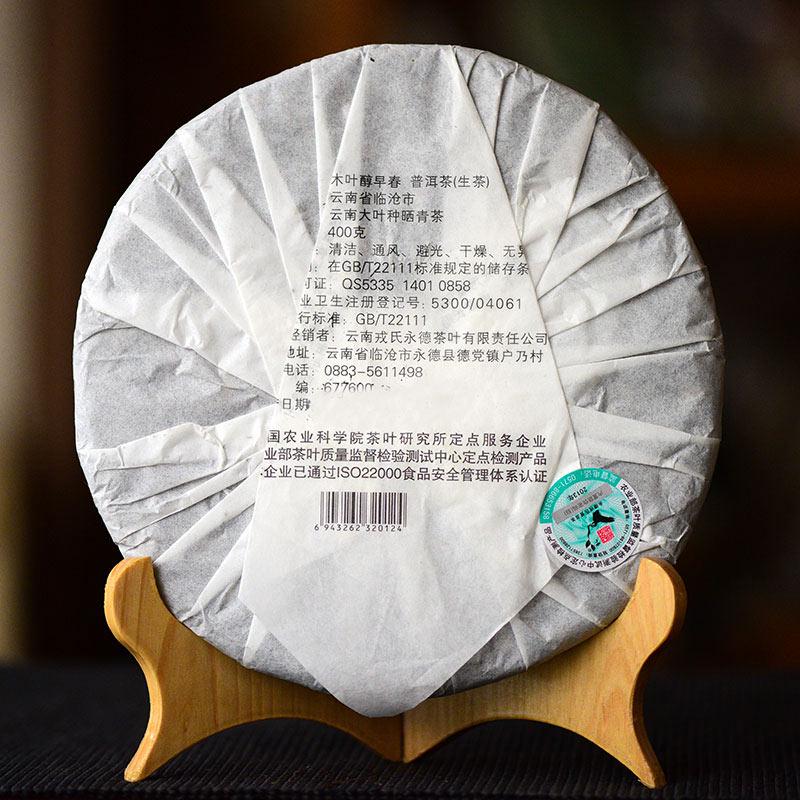 木叶醇早春 普洱茶(生茶)
云南省临沧市
云南大叶种晒青茶
400克
: 清洁、通风、避光、干燥、无异
: 在GB/T22111标准规定的储存条
可证: QS5335 1401 0858
业卫生注册登记号: 5300/04061
行标准: GB/T22111
经销者: 云南戎氏永德茶叶有限责任公司
地址: 云南省临沧市永德县德党镇户乃村
电话: 0883-5611498
编: 677600
日期
国农业科学院茶叶研究所定点服务企业
业部茶叶质量监督检验测试中心定点检测产品
企业已通过ISO22000食品安全管理体系认证
6 943262 320124
2013年